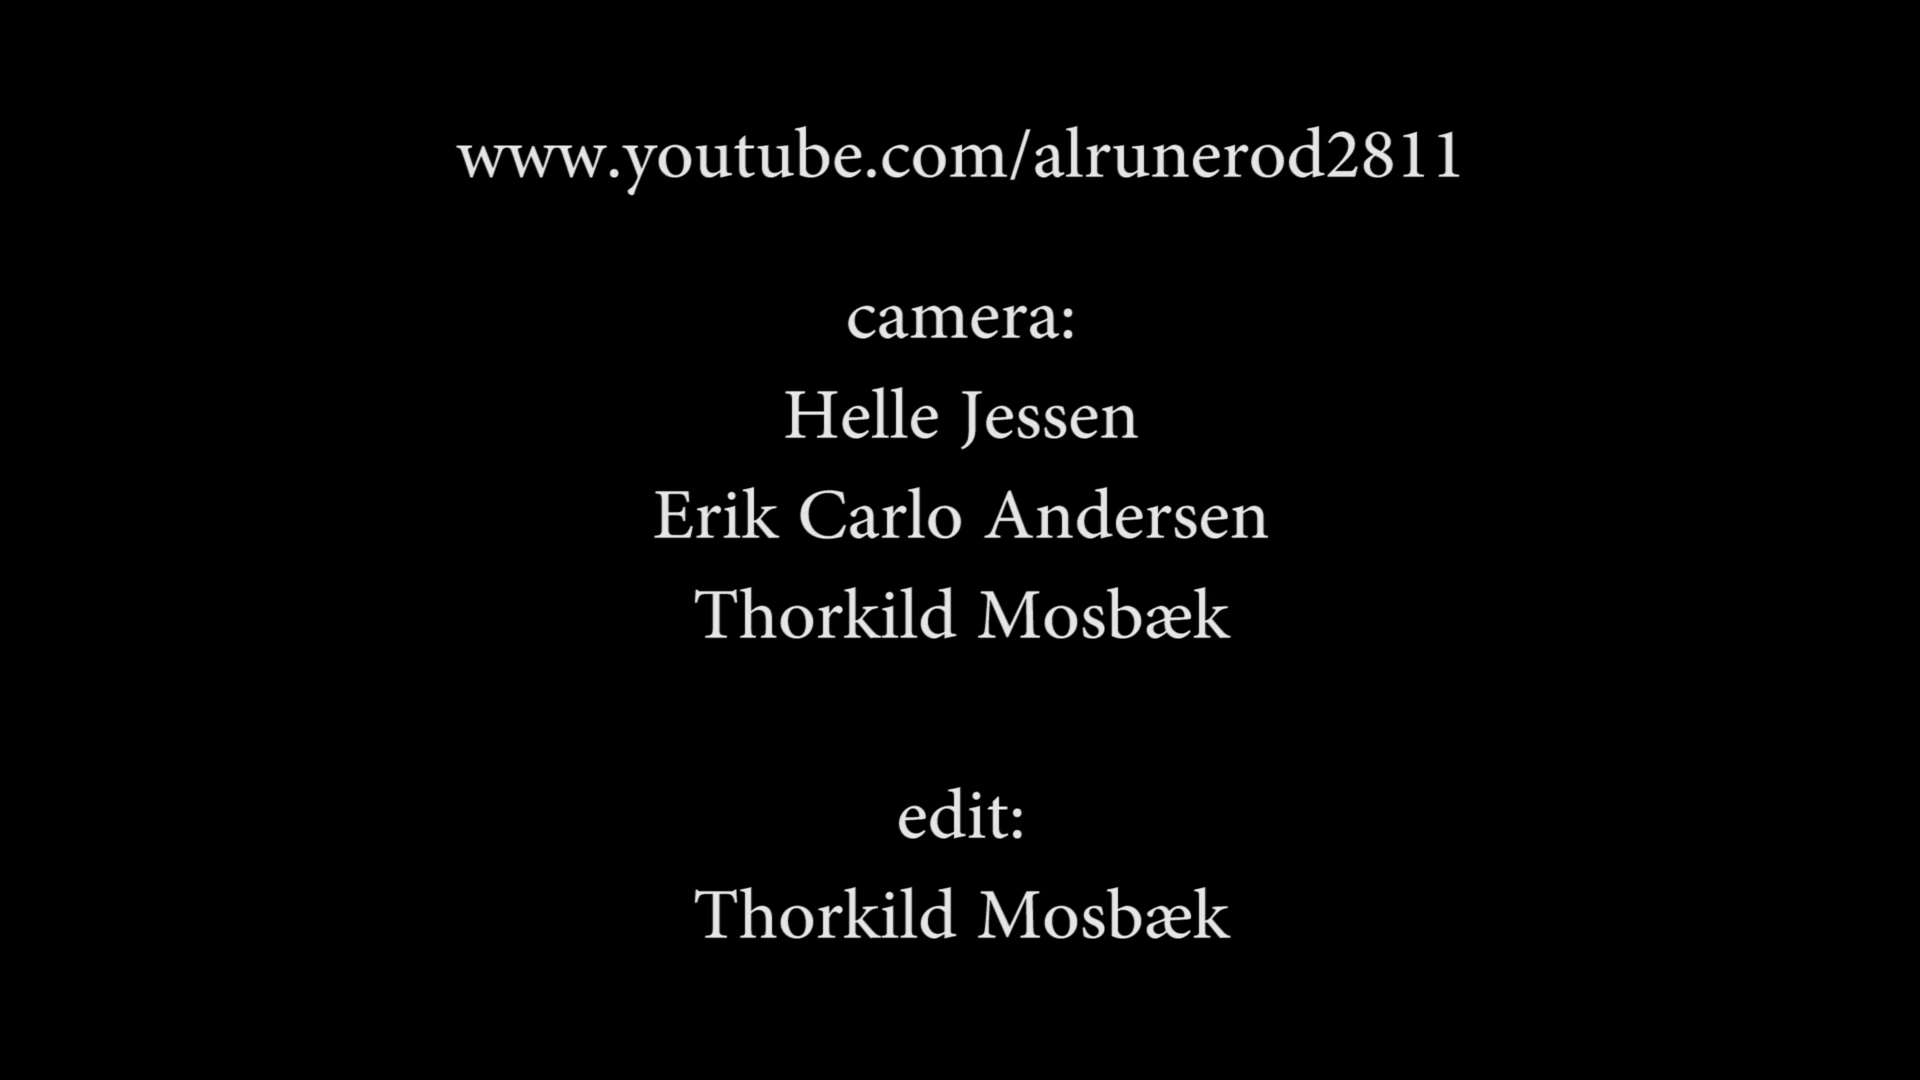 www.youtube.com/alrunerod2811
camera:
Helle Jessen
Erik Carlo Andersen
Thorkild Mosbæk
edit:
Thorkild Mosbæk